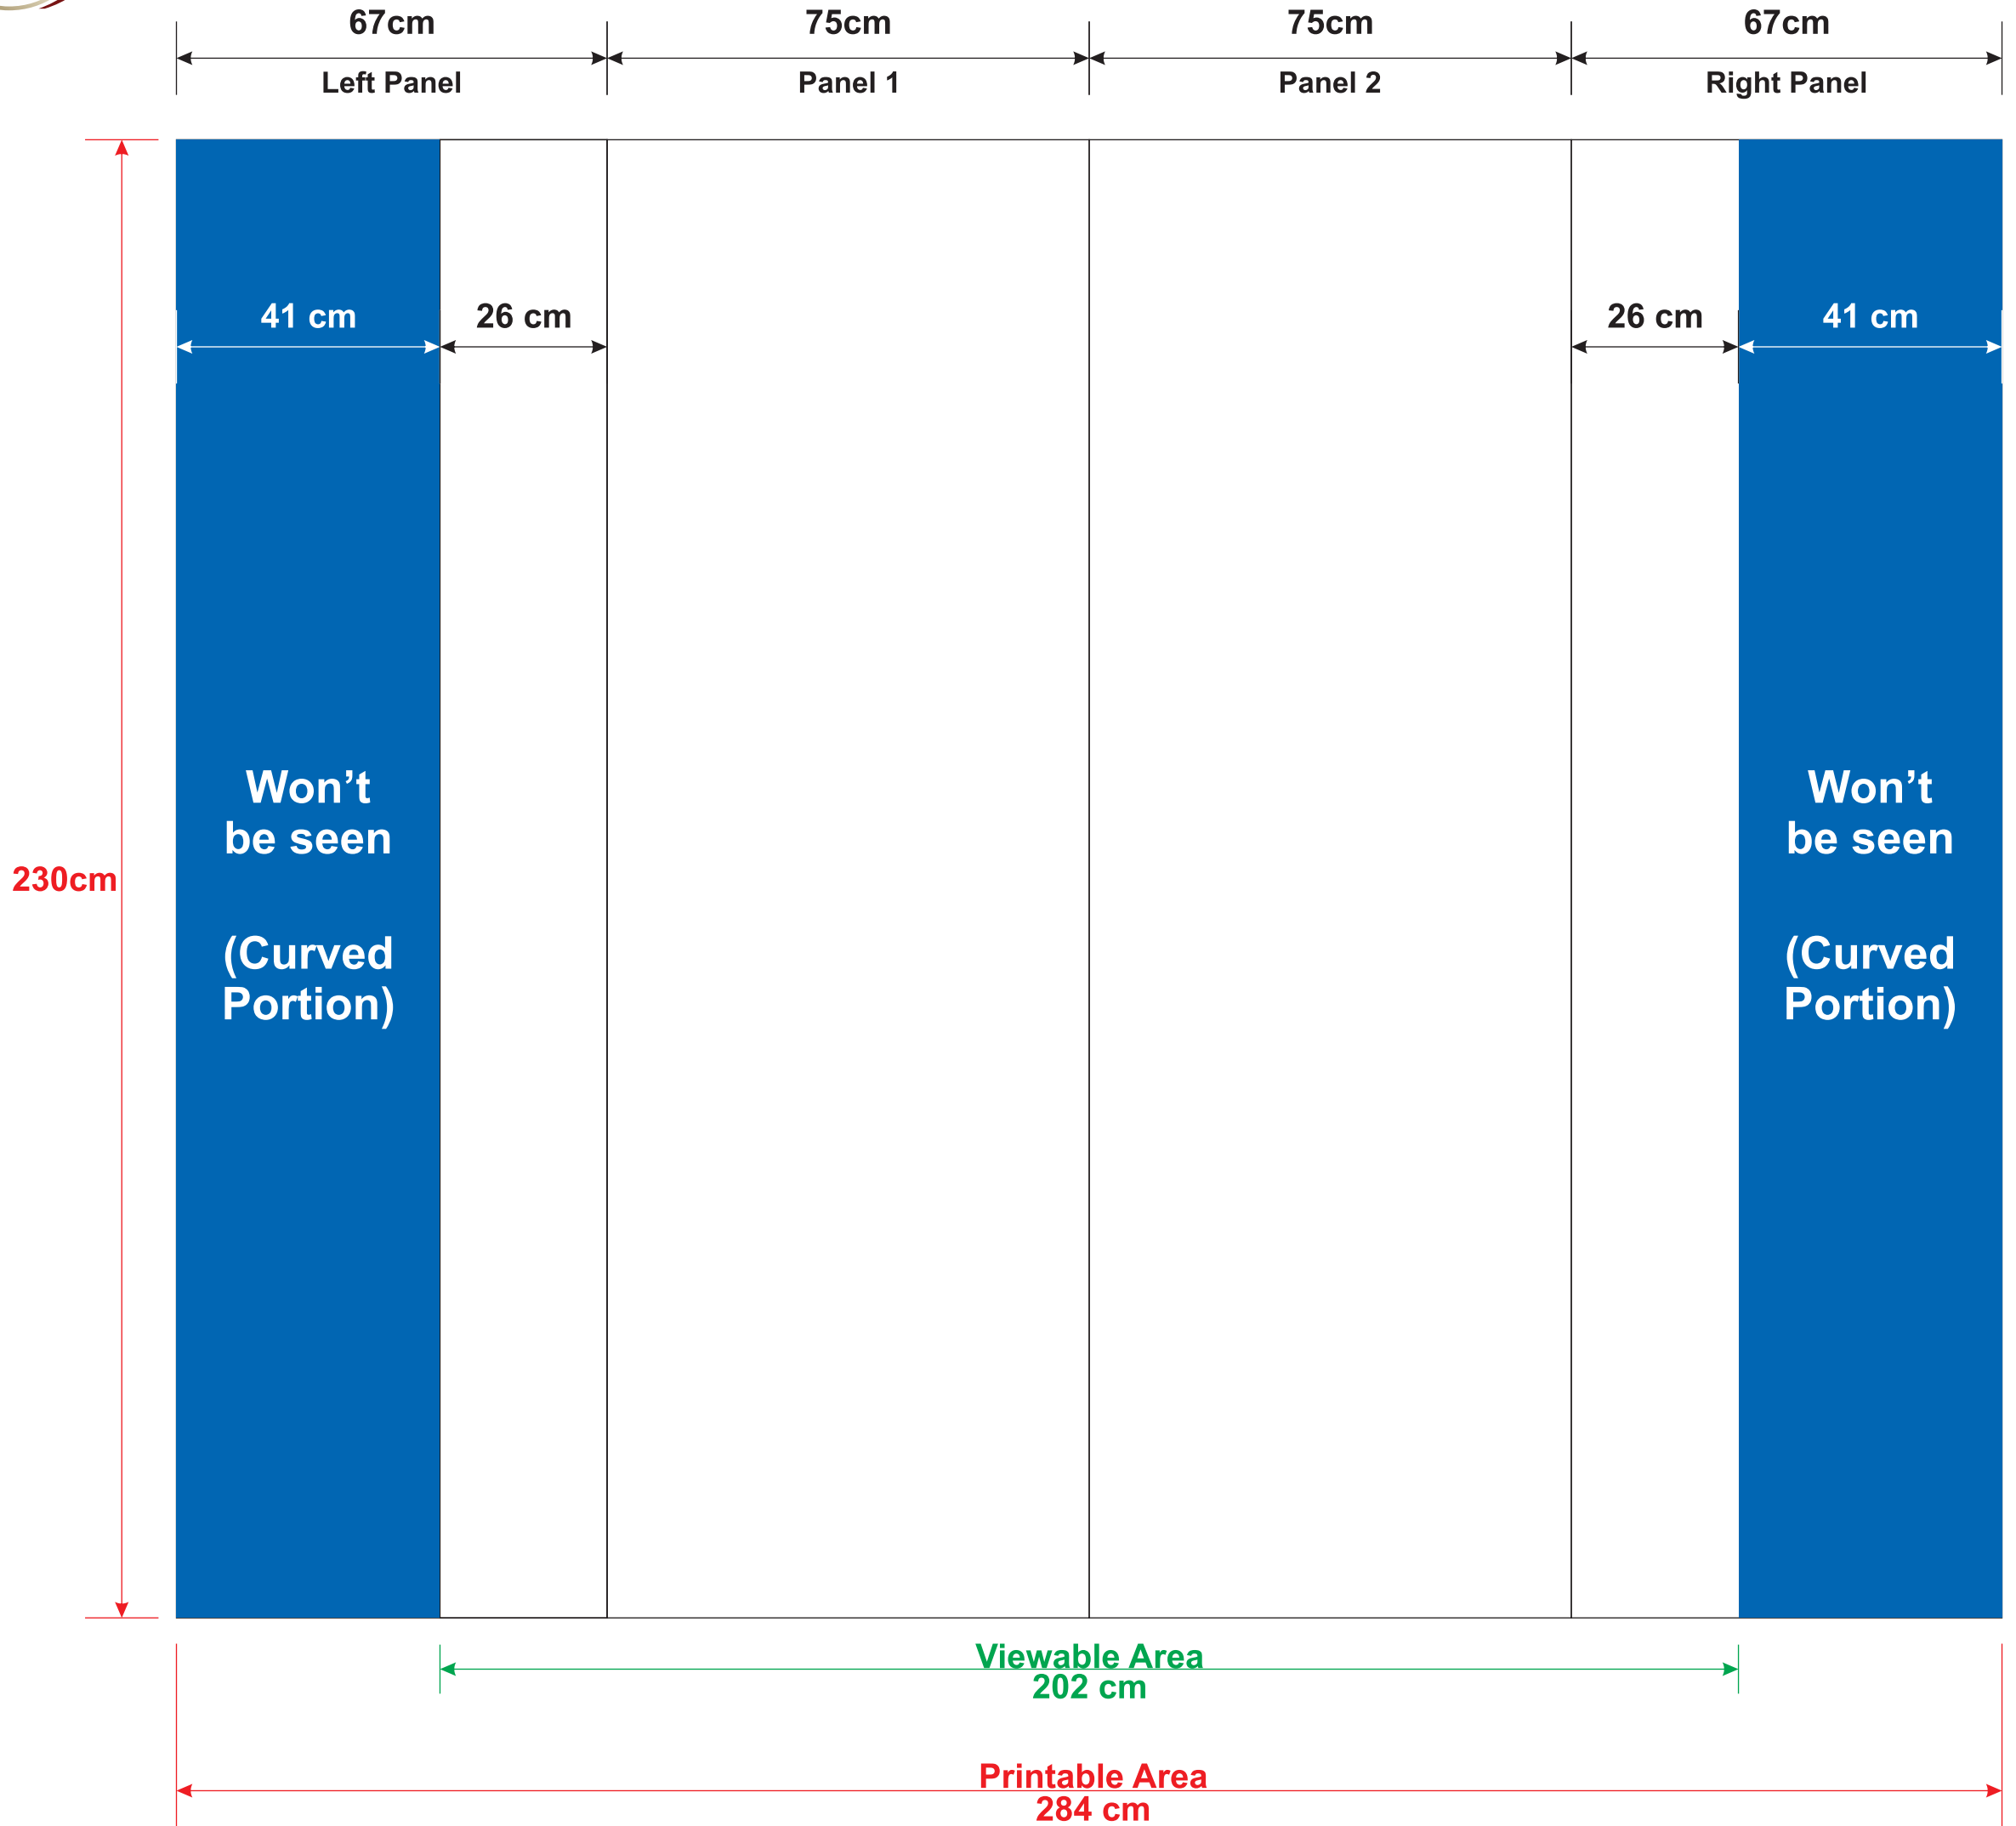 67cm
75cm
75cm
67cm
Left Panel
Panel 1
Panel 2
Right Panel
41 cm
26 cm
26 cm
41 cm
Won’t
be seen
(Curved
Portion)
Won’t
be seen
(Curved
Portion)
230cm
Viewable Area
202 cm
Printable Area
284 cm